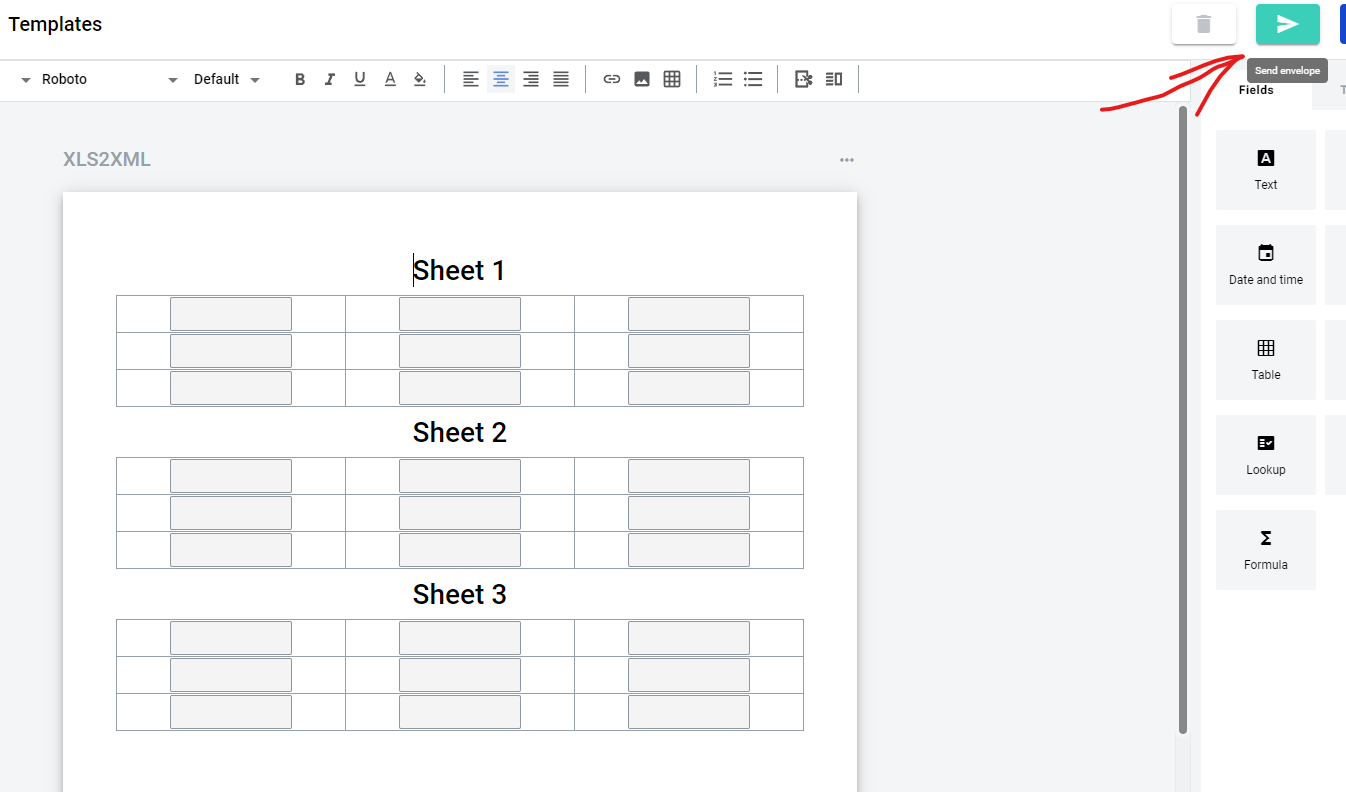 Templates
Roboto Default B I U A
Send envelope
Fields T
XLS2XML
A
Text
Sheet 1
Date and time
Table
Sheet 2
Lookup
Formula
Sheet 3